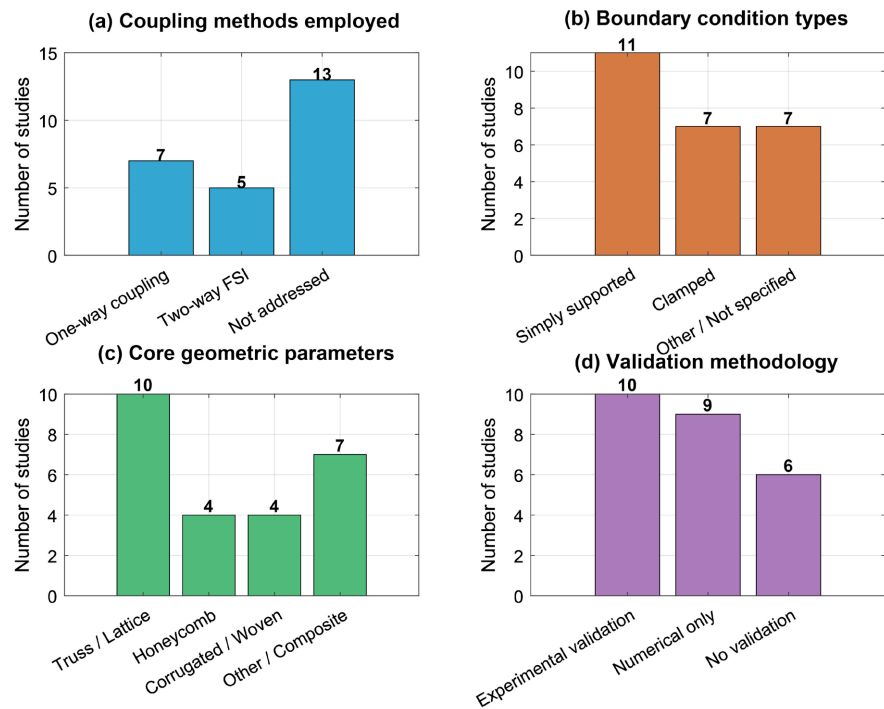 (a) Coupling methods employed
Number of studies
15
10
5
0
7
5
13
One-way coupling
Two-way FSI
Not addressed
(b) Boundary condition types
Number of studies
10
8
6
4
2
0
11
7
7
Simply supported
Clamped
Other / Not specified
(c) Core geometric parameters
Number of studies
10
8
6
4
2
0
10
4
4
7
Truss / Lattice
Honeycomb
Corrugated / Woven
Other / Composite
(d) Validation methodology
Number of studies
10
8
6
4
2
0
10
9
6
Experimental validation
Numerical only
No validation